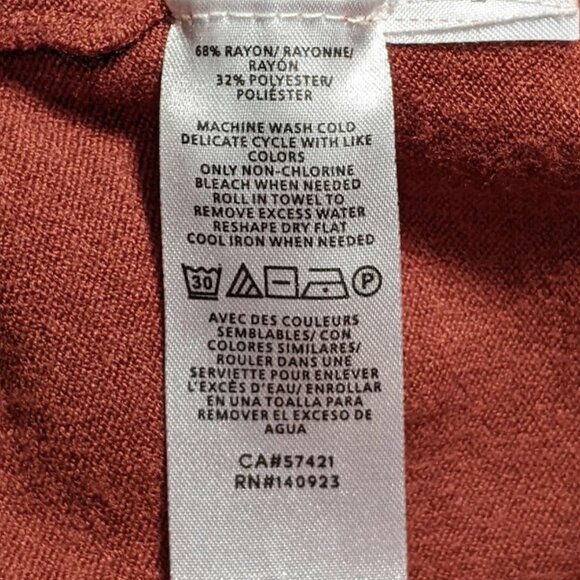 68% RAYON/ RAYONNE/
RAYÓN
32% POLYESTER/
POLIÉSTER
MACHINE WASH COLD
DELICATE CYCLE WITH LIKE
COLORS
ONLY NON-CHLORINE
BLEACH WHEN NEEDED
ROLL IN TOWEL TO
REMOVE EXCESS WATER
RESHAPE DRY FLAT
COOL IRON WHEN NEEDED
30 P
AVEC DES COULEURS
SEMBLABLES/ CON
COLORES SIMILARES/
ROULER DANS UNE
SERVIETTE POUR ENLEVER
L'EXCÈS D'EAU/ ENROLLAR
EN UNA TOALLA PARA
REMOVER EL EXCESO DE
AGUA
CA#57421
RN#140923